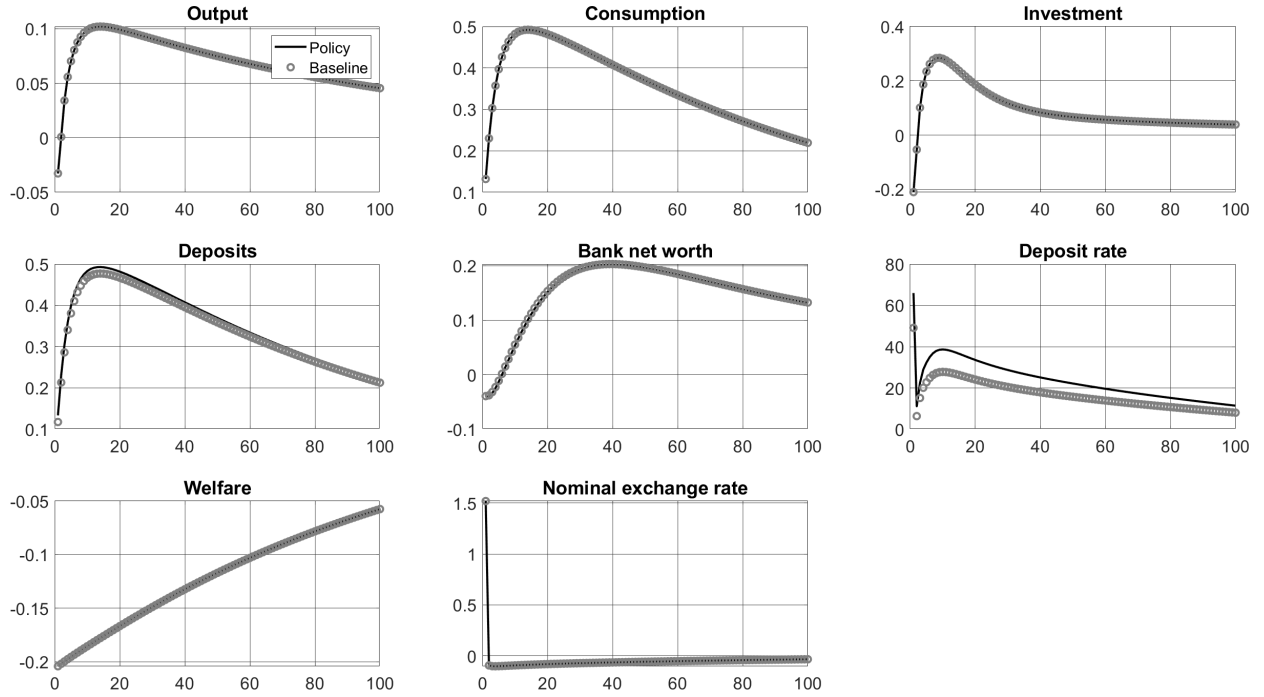 Output
0.1
0.05
0
-0.05
0 20 40 60 80 100
Policy
Baseline
Consumption
0.5
0.4
0.3
0.2
0.1
0 20 40 60 80 100
Investment
0.4
0.2
0
-0.2
0 20 40 60 80 100
Deposits
0.5
0.4
0.3
0.2
0.1
0 20 40 60 80 100
Bank net worth
0.2
0.1
0
-0.1
0 20 40 60 80 100
Deposit rate
80
60
40
20
0
0 20 40 60 80 100
Welfare
-0.05
-0.1
-0.15
-0.2
0 20 40 60 80 100
Nominal exchange rate
1.5
1
0.5
0
0 20 40 60 80 100